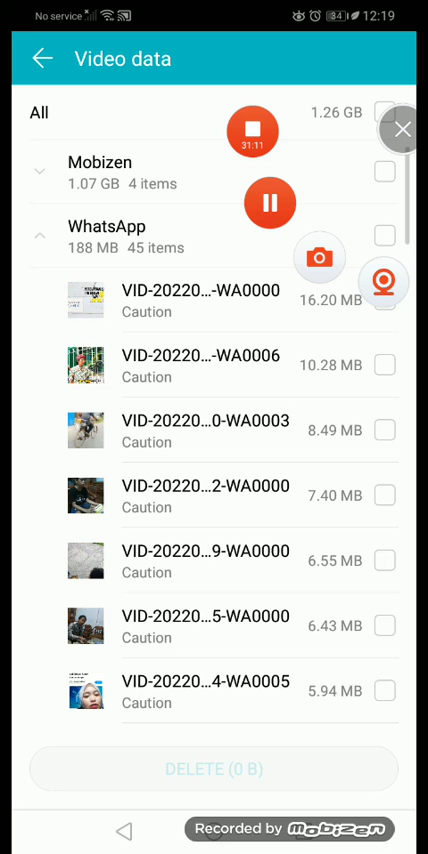 No service 34 12:19
Video data
All 1.26 GB
31:11
Mobizen
1.07 GB 4 items
WhatsApp
188 MB 45 items
VID-20220...-WA0000
Caution 16.20 MB
VID-20220...-WA0006
Caution 10.28 MB
VID-20220...0-WA0003
Caution 8.49 MB
VID-20220...2-WA0000
Caution 7.40 MB
VID-20220...9-WA0000
Caution 6.55 MB
VID-20220...5-WA0000
Caution 6.43 MB
VID-20220...4-WA0005
Caution 5.94 MB
DELETE (0 B)
Recorded by MOBIZEN